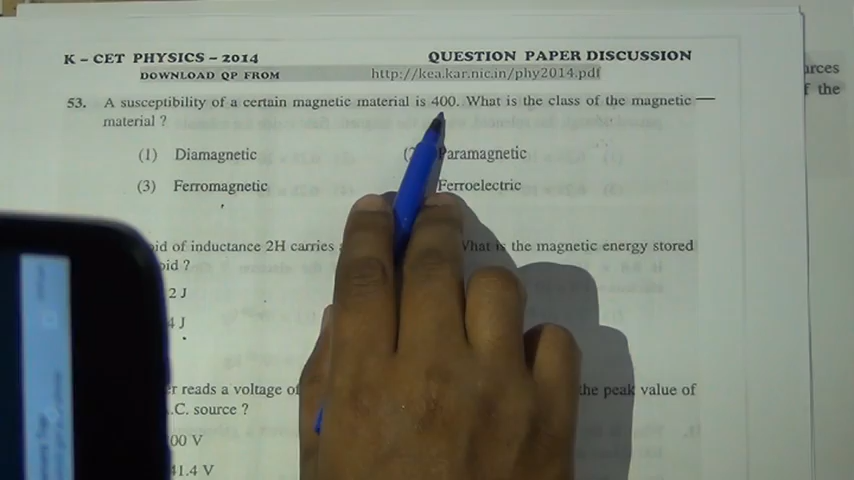 K – CET PHYSICS – 2014 QUESTION PAPER DISCUSSION
DOWNLOAD QP FROM http://kea.kar.nic.in/phy2014.pdf
53. A susceptibility of a certain magnetic material is 400. What is the class of the magnetic
material ?
(1) Diamagnetic Paramagnetic
(3) Ferromagnetic Ferroelectric
of inductance 2H carries What is the magnetic energy stored
?
2 J
4 J
reads a voltage of the peak value of
A.C. source ?
00 V
41.4 V
f the